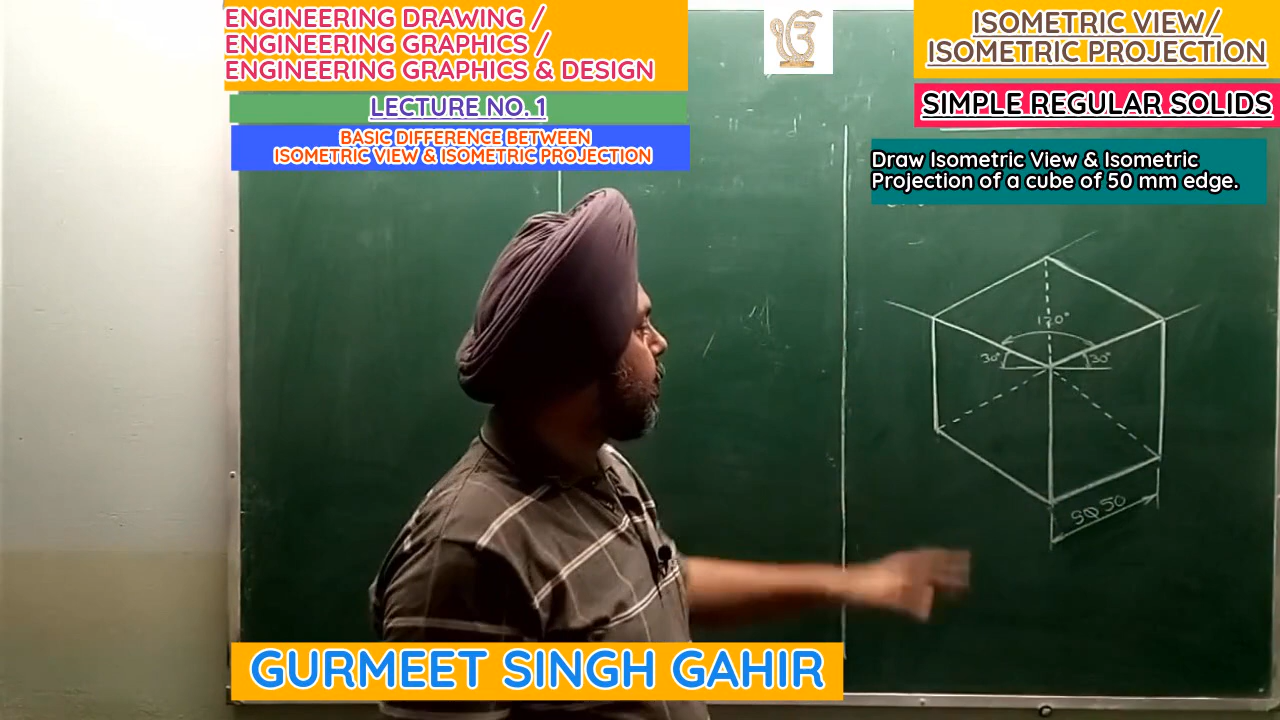 ENGINEERING DRAWING /
ENGINEERING GRAPHICS /
ENGINEERING GRAPHICS & DESIGN
LECTURE NO. 1
BASIC DIFFERENCE BETWEEN
ISOMETRIC VIEW & ISOMETRIC PROJECTION
ੴ
ISOMETRIC VIEW/
ISOMETRIC PROJECTION
SIMPLE REGULAR SOLIDS
Draw Isometric View & Isometric
Projection of a cube of 50 mm edge.
120°
30°
30°
SQ 50
GURMEET SINGH GAHIR